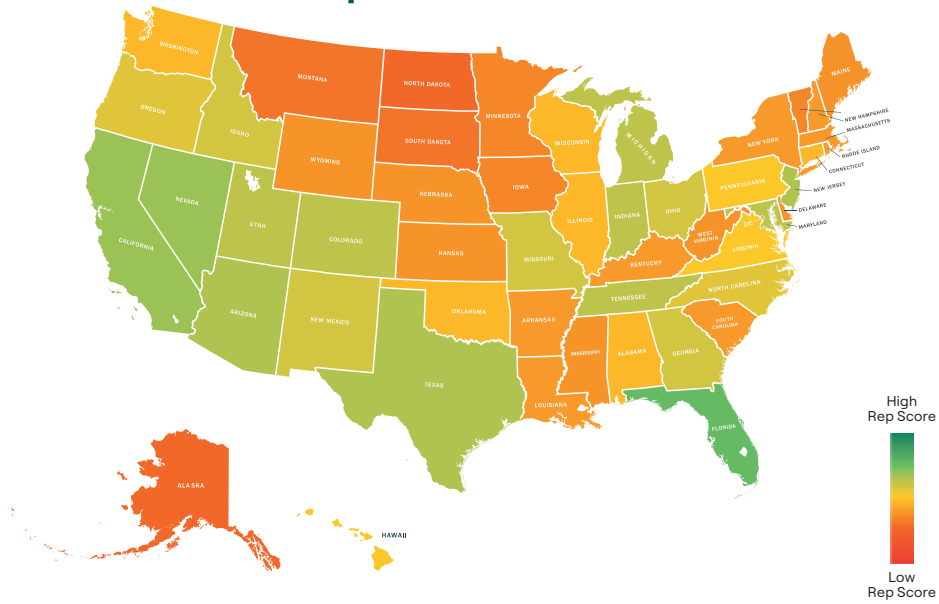 WASHINGTON
OREGON
IDAHO
MONTANA
NORTH DAKOTA
SOUTH DAKOTA
WYOMING
MINNESOTA
WISCONSIN
MICHIGAN
MAINE
NEW HAMPSHIRE
MASSACHUSETTS
NEW YORK
RHODE ISLAND
CONNECTICUT
NEW JERSEY
PENNSYLVANIA
DELAWARE
MARYLAND
DC
NEVADA
CALIFORNIA
UTAH
COLORADO
NEBRASKA
IOWA
ILLINOIS
INDIANA
OHIO
WEST
VIRGINIA
VIRGINIA
KANSAS
MISSOURI
KENTUCKY
NORTH CAROLINA
TENNESSEE
ARIZONA
NEW MEXICO
OKLAHOMA
ARKANSAS
SOUTH
CAROLINA
MISSISSIPPI
ALABAMA
GEORGIA
TEXAS
LOUISIANA
FLORIDA
ALASKA
HAWAII
High
Rep Score
Low
Rep Score